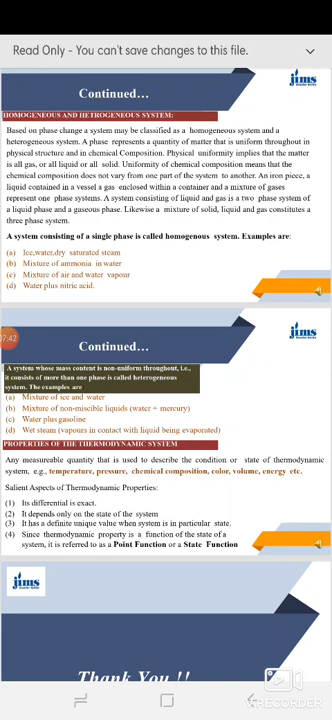 Read Only - You can't save changes to this file.
jims
Continued…
HOMOGENEOUS AND HETROGENEOUS SYSTEM:
Based on phase change a system may be classified as a homogeneous system and a
heterogeneous system. A phase represents a quantity of matter that is uniform throughout in
physical structure and in chemical Composition. Physical uniformity implies that the matter
is all gas, or all liquid or all solid. Uniformity of chemical composition means that the
chemical composition does not vary from one part of the system to another. An iron piece, a
liquid contained in a vessel a gas enclosed within a container and a mixture of gases
represent one phase systems. A system consisting of liquid and gas is a two phase system of
a liquid phase and a gaseous phase. Likewise a mixture of solid, liquid and gas constitutes a
three phase system.
A system consisting of a single phase is called homogenous system. Examples are:
(a) Ice,water,dry saturated steam
(b) Mixture of ammonia in water
(c) Mixture of air and water vapour
(d) Water plus nitric acid.
jims
07:42
Continued…
A system whose mass content is non-uniform throughout, i.e.,
it consists of more than one phase is called heterogeneous
system. The examples are
(a) Mixture of ice and water
(b) Mixture of non-miscible liquids (water + mercury)
(c) Water plus gasoline
(d) Wet steam (vapours in contact with liquid being evaporated)
PROPERTIES OF THE THERMODYNAMIC SYSTEM
Any measureable quantity that is used to describe the condition or state of thermodynamic
system, e.g., temperature, pressure, chemical composition, color, volume, energy etc.
Salient Aspects of Thermodynamic Properties:
(1) Its differential is exact.
(2) It depends only on the state of the system
(3) It has a definite unique value when system is in particular state.
(4) Since thermodynamic property is a function of the state of a
system, it is referred to as a Point Function or a State Function
jims
Thank You !!
VRECORDER